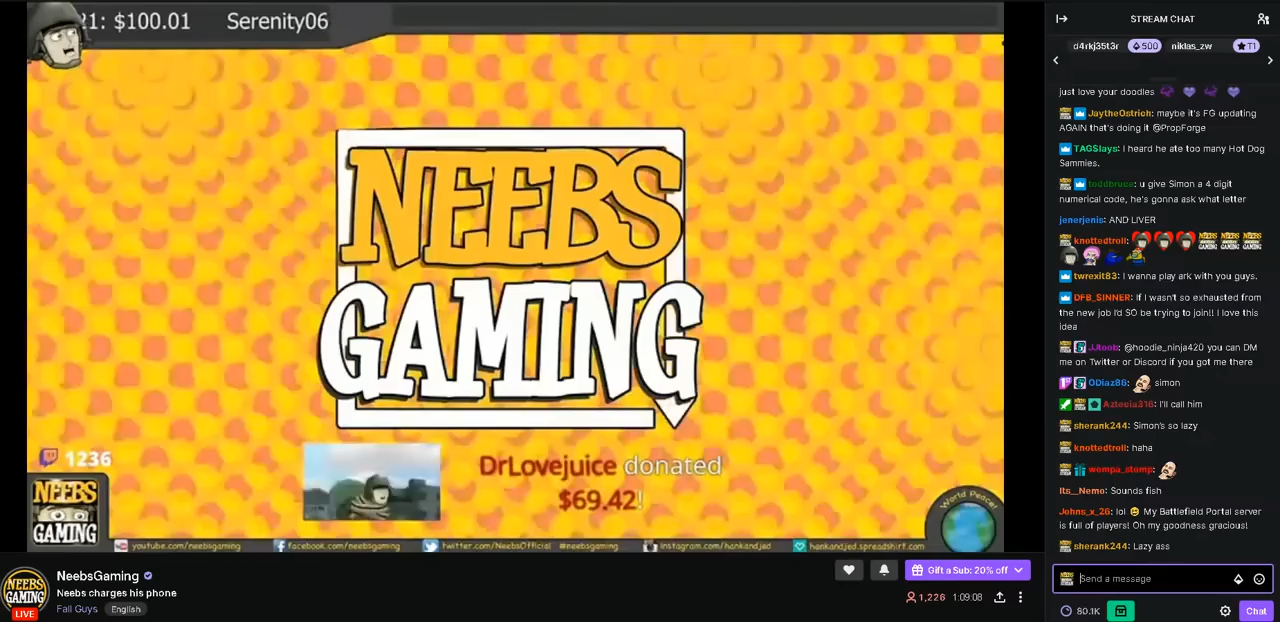 21: $100.01 Serenity06
NEEBS
GAMING
1236
DrLovejuice donated
$69.42!
NEEBS
GAMING
World Peace!
youtube.com/neebsgaming
facebook.com/neebsgaming
twitter.com/NeebsOfficial #neebsgaming
instagram.com/hankandjed
hankandjed.spreadshirt.com
NEEBS
GAMING
LIVE
NeebsGaming
Neebs charges his phone
Fall Guys English
Gift a Sub: 20% off
1,226 1:09:08
STREAM CHAT
d4rkj35t3r 500 niklas_zw T1
just love your doodles
JaytheOstrich: maybe it's FG updating
AGAIN that's doing it @PropForge
TAGSlays: I heard he ate too many Hot Dog
Sammies.
toddbruce: u give Simon a 4 digit
numerical code, he's gonna ask what letter
jenerjenis: AND LIVER
knottedtroll:
twrexit83: I wanna play ark with you guys.
DFB_SINNER: If I wasn't so exhausted from
the new job I'd SO be trying to join!! I love this
idea
JJtoob: @hoodie_ninja420 you can DM
me on Twitter or Discord if you got me there
ODiaz86: simon
Aztecia316: I'll call him
sherank244: Simon's so lazy
knottedtroll: haha
wompa_stomp:
Its__Nemo: Sounds fish
Johns_x_26: lol My Battlefield Portal server
is full of players! Oh my goodness gracious!
sherank244: Lazy ass
Send a message
80.1K Chat